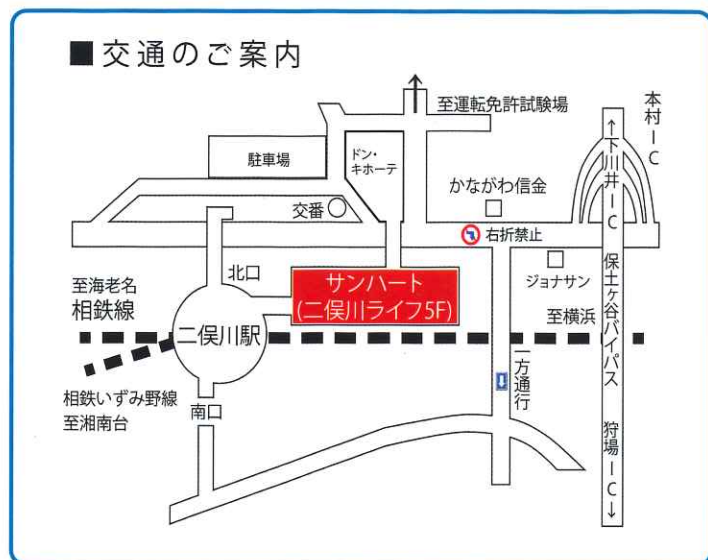 ■交通のご案内
至運転免許試験場
本村IC
駐車場
ドン・
キホーテ
かながわ信金
←下川井IC
交番
右折禁止
北口
サンハート
(二俣川ライフ5F)
ジョナサン
至海老名
相鉄線
至横浜
保土ヶ谷バイパス
二俣川駅
一方通行
相鉄いずみ野線
至湘南台
南口
狩場IC→